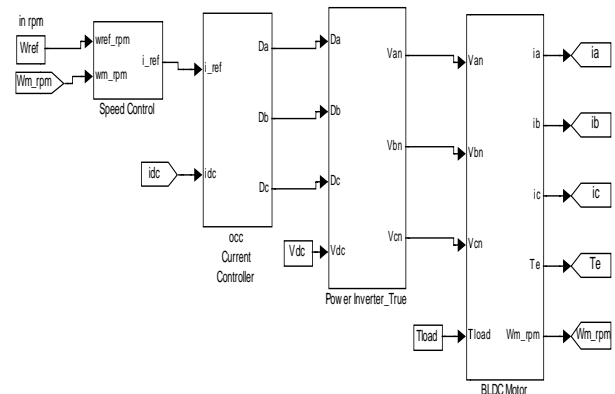 in rpm
Wref
wref_rpm
i_ref
Wm_rpm
wm_rpm
Speed Control
i_ref
Da
Db
Dc
idc
idc
occ
Current
Controller
Da
Db
Dc
Vdc
Vdc
Van
Vbn
Vcn
Power Inverter_True
Van
Vbn
Vcn
Tload
Tload
ia
ib
ic
Te
Wm_rpm
BLDC Motor
ia
ib
ic
Te
Wm_rpm